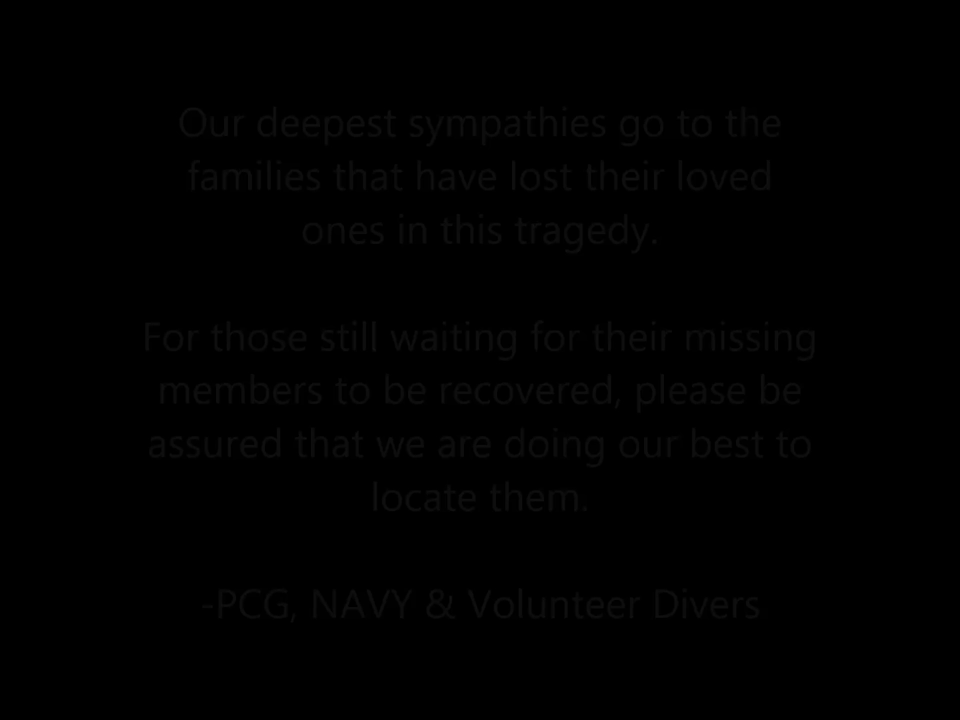 Our deepest sympathies go to the
families that have lost their loved
ones in this tragedy.
For those still waiting for their missing
members to be recovered, please be
assured that we are doing our best to
locate them.
-PCG, NAVY & Volunteer Divers